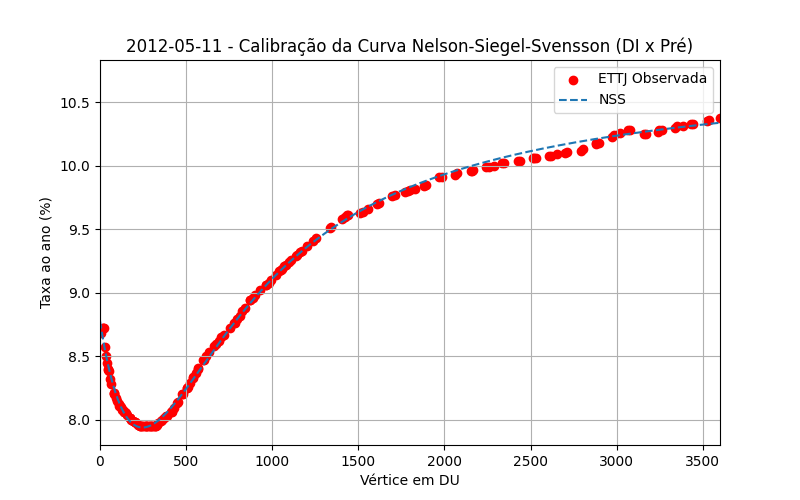 2012-05-11 - Calibração da Curva Nelson-Siegel-Svensson (DI x Pré)
ETTJ Observada
NSS
Taxa ao ano (%)
10.5
10.0
9.5
9.0
8.5
8.0
0
500
1000
1500
2000
2500
3000
3500
Vértice em DU